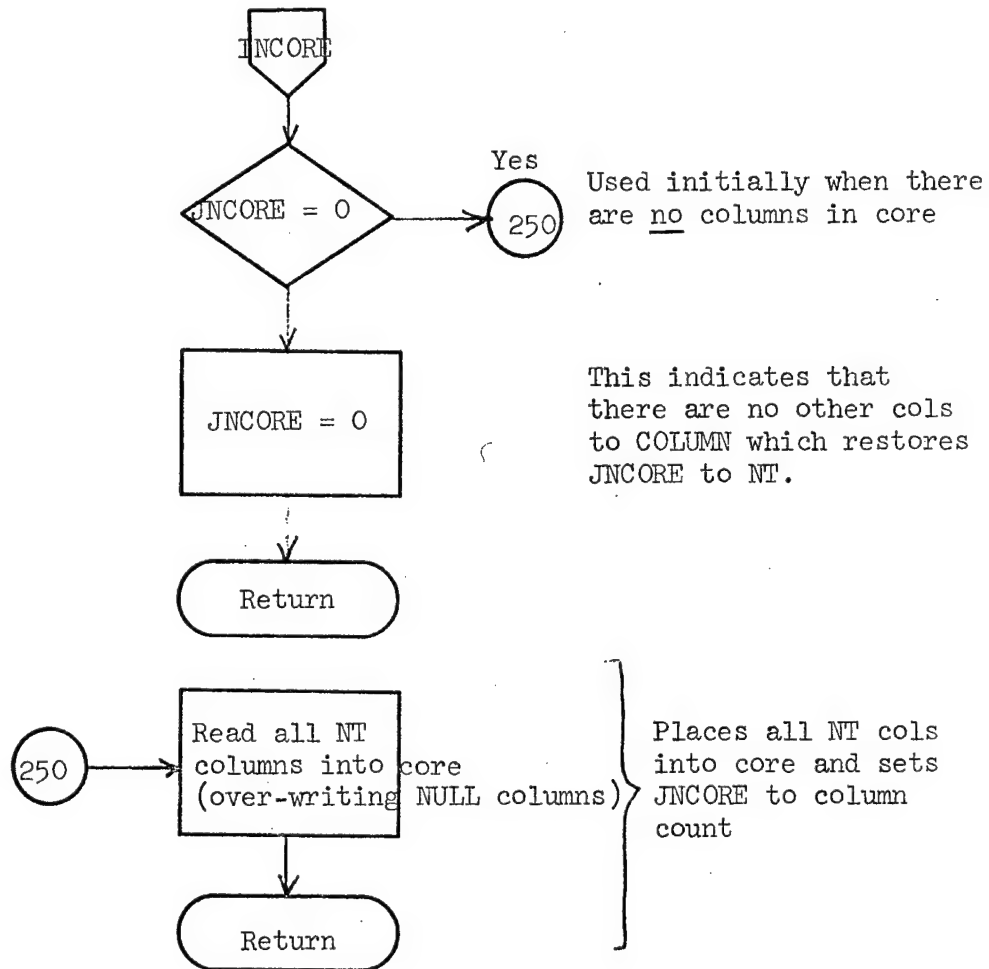 INCORE
JNCORE = 0
Yes
250
Used initially when there
are no columns in core
JNCORE = 0
This indicates that
there are no other cols
to COLUMN which restores
JNCORE to NT.
Return
250
Read all NT
columns into core
(over-writing NULL columns)
Places all NT cols
into core and sets
JNCORE to column
count
Return